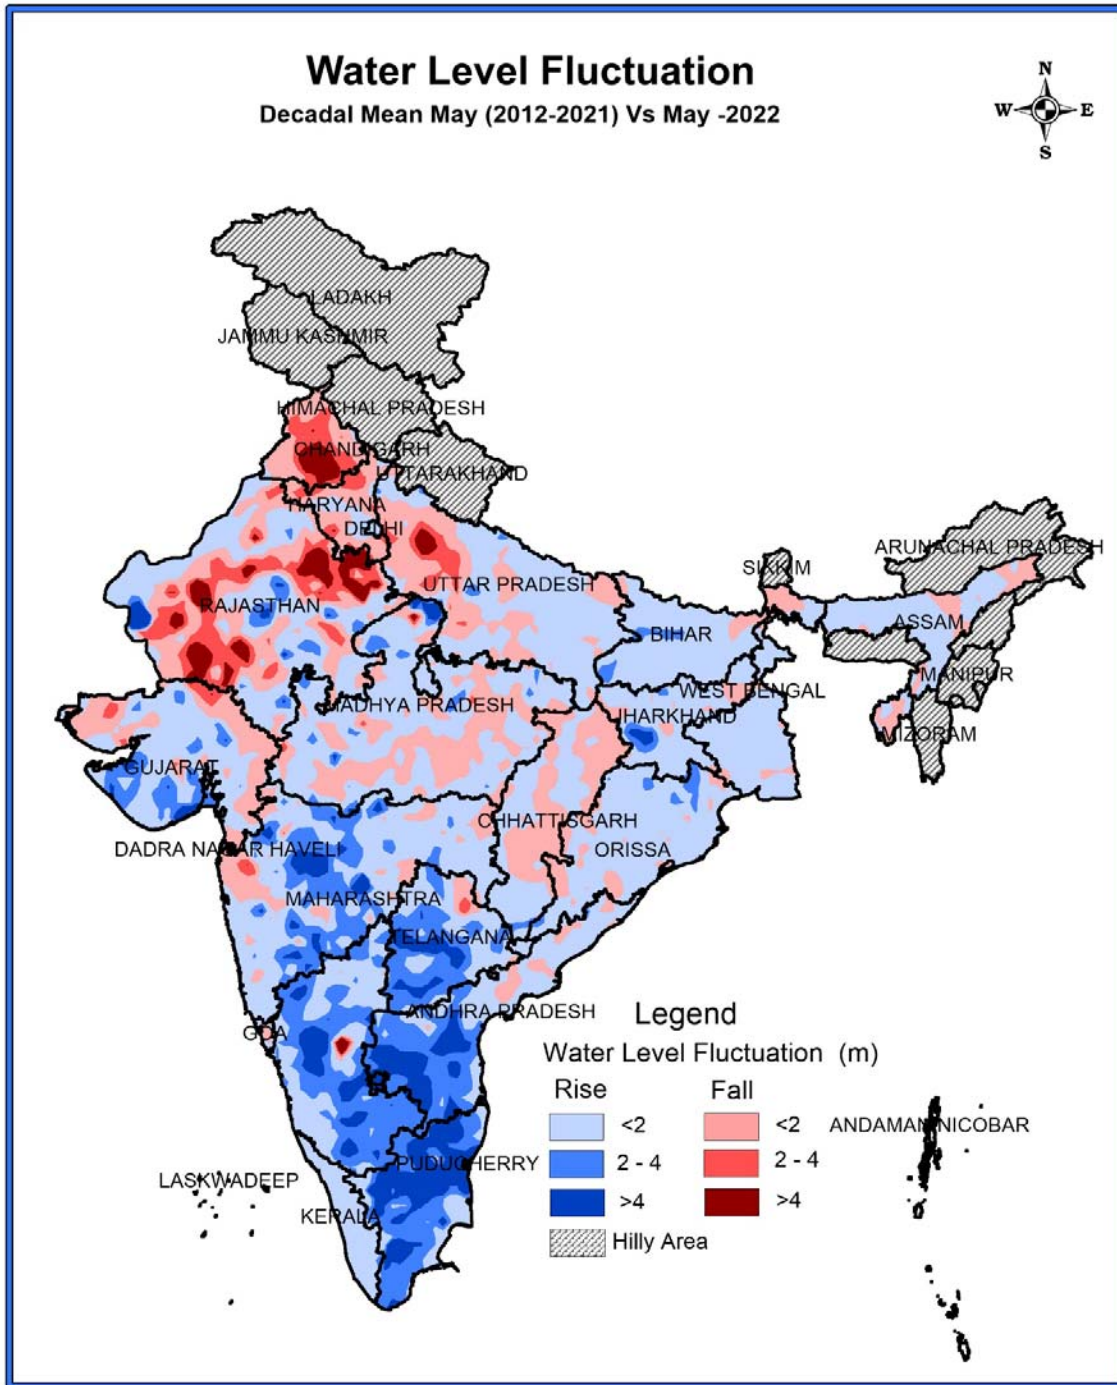 Water Level Fluctuation
Decadal Mean May (2012-2021) Vs May -2022
N
W E
S
LADAKH
JAMMU KASHMIR
HIMACHAL PRADESH
CHANDIGARH
UTTARAKHAND
HARYANA
DELHI
ARUNACHAL PRADESH
SIKKIM
UTTAR PRADESH
RAJASTHAN
ASSAM
BIHAR
MANIPUR
WEST BENGAL
MADHYA PRADESH
JHARKHAND
MIZORAM
GUJARAT
CHHATTISGARH
DADRA NAGAR HAVELI
ORISSA
MAHARASHTRA
TELANGANA
ANDHRA PRADESH
GOA
Legend
Water Level Fluctuation (m)
Rise Fall
<2 <2
2 - 4 2 - 4
>4 >4
Hilly Area
ANDAMAN NICOBAR
PUDUCHERRY
LASKWADEEP
KERALA